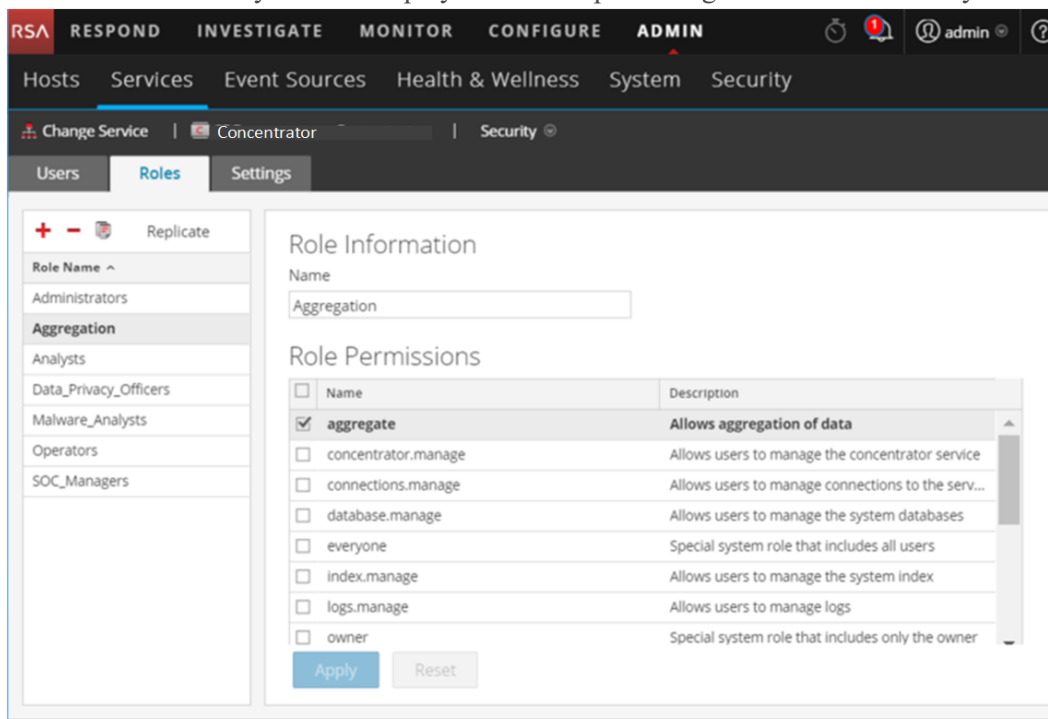 RSA RESPOND INVESTIGATE MONITOR CONFIGURE ADMIN 1 admin ?
Hosts Services Event Sources Health & Wellness System Security
Change Service | C Concentrator | Security
Users Roles Settings
+ - Replicate
Role Name
Administrators
Aggregation
Analysts
Data_Privacy_Officers
Malware_Analysts
Operators
SOC_Managers
Role Information
Name
Aggregation
Role Permissions
Name Description
aggregate Allows aggregation of data
concentrator.manage Allows users to manage the concentrator service
connections.manage Allows users to manage connections to the serv...
database.manage Allows users to manage the system databases
everyone Special system role that includes all users
index.manage Allows users to manage the system index
logs.manage Allows users to manage logs
owner Special system role that includes only the owner
Apply Reset